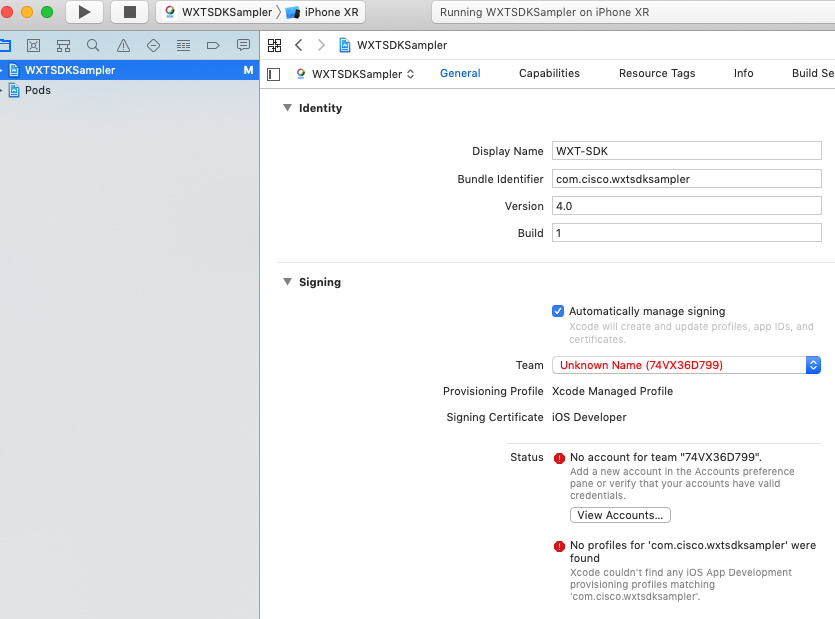 WXTSDKSampler iPhone XR Running WXTSDKSampler on iPhone XR
WXTSDKSampler
WXTSDKSampler M
Pods
WXTSDKSampler General Capabilities Resource Tags Info Build Se
Identity
Display Name WXT-SDK
Bundle Identifier com.cisco.wxtsdksampler
Version 4.0
Build 1
Signing
Automatically manage signing
Xcode will create and update profiles, app IDs, and
certificates.
Team Unknown Name (74VX36D799)
Provisioning Profile Xcode Managed Profile
Signing Certificate iOS Developer
Status No account for team "74VX36D799".
Add a new account in the Accounts preference
pane or verify that your accounts have valid
credentials.
View Accounts...
No profiles for 'com.cisco.wxtsdksampler' were
found
Xcode couldn't find any iOS App Development
provisioning profiles matching
'com.cisco.wxtsdksampler'.